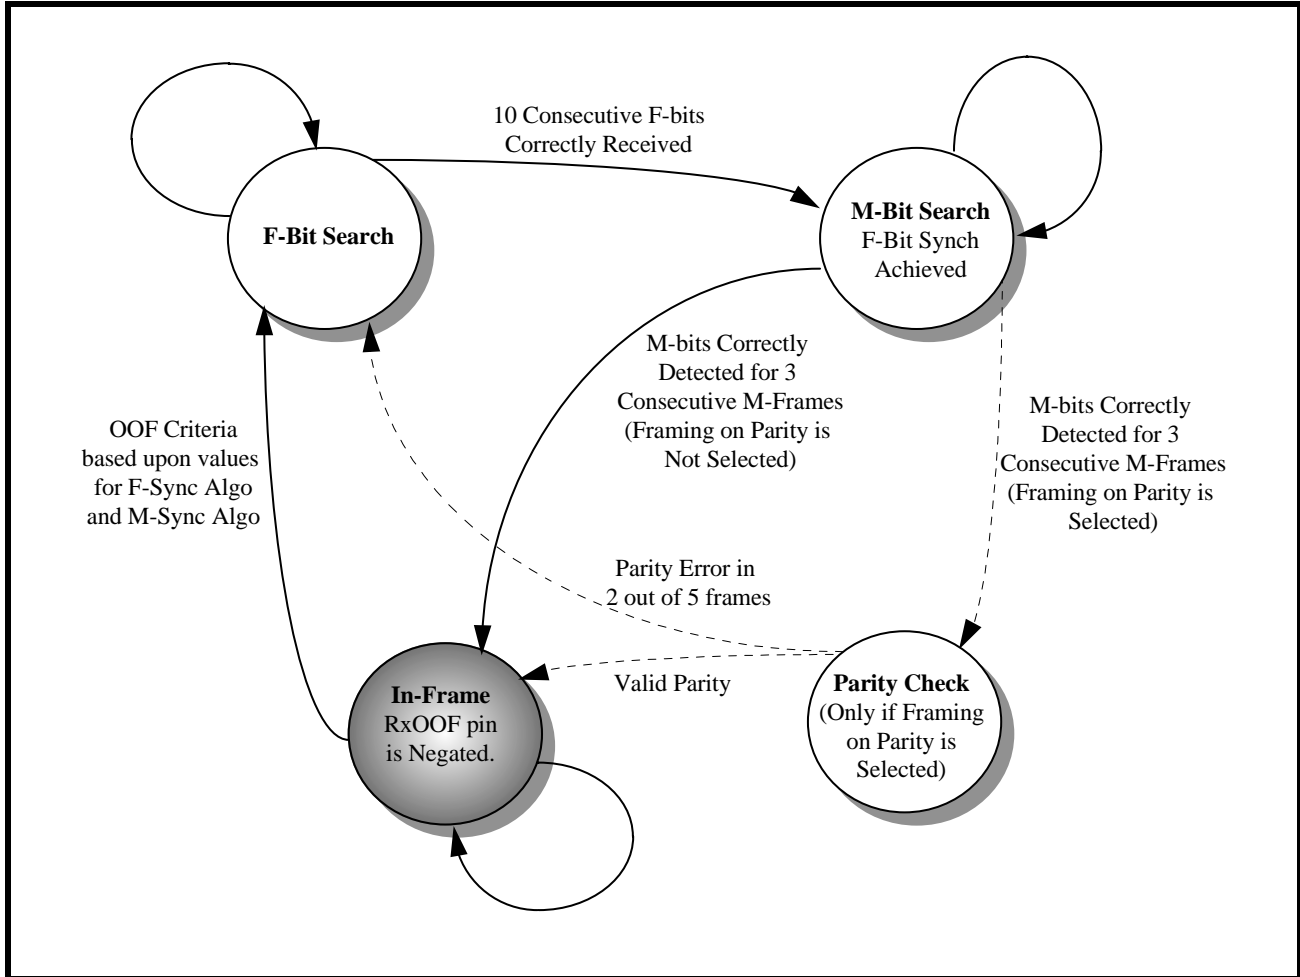 10 Consecutive F-bits
Correctly Received
F-Bit Search
M-Bit Search
F-Bit Synch
Achieved
M-bits Correctly
Detected for 3
Consecutive M-Frames
(Framing on Parity is
Not Selected)
M-bits Correctly
Detected for 3
Consecutive M-Frames
(Framing on Parity is
Selected)
OOF Criteria
based upon values
for F-Sync Algo
and M-Sync Algo
Parity Error in
2 out of 5 frames
Valid Parity
In-Frame
RxOOF pin
is Negated.
Parity Check
(Only if Framing
on Parity is
Selected)